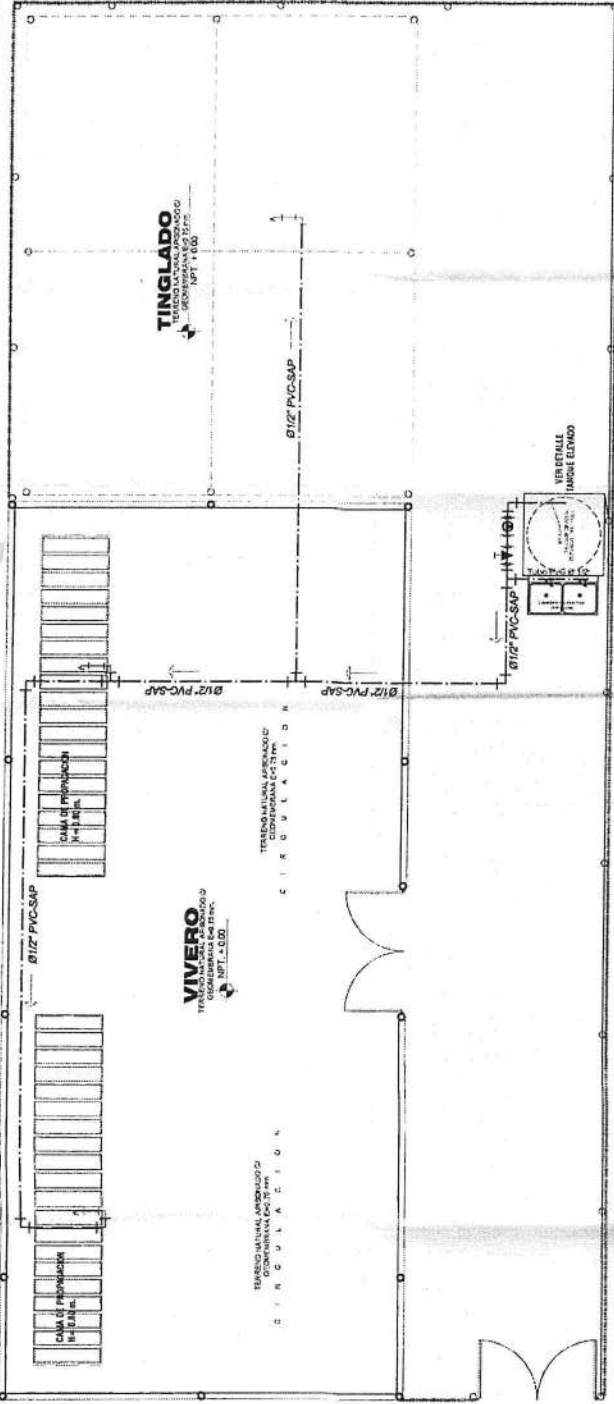 TINGLADO
TERRENO NATURAL APISONADO C/
GEOMEMBRANA E=0.75 mm.
NPT. + 0.00
Ø1/2" PVC-SAP
VER DETALLE
TANQUE ELEVADO
Ø1/2" PVC-SAP
Ø1/2" PVC-SAP
Ø1/2" PVC-SAP
CAMA DE PROPAGACION
H = 0.80 m.
TERRENO NATURAL APISONADO C/
GEOMEMBRANA E=0.75 mm.
CIRCULACION
Ø1/2" PVC-SAP
VIVERO
TERRENO NATURAL APISONADO C/
GEOMEMBRANA E=0.75 mm.
NPT. + 0.00
TERRENO NATURAL APISONADO C/
GEOMEMBRANA E=0.75 mm.
CIRCULACION
CAMA DE PROPAGACION
H = 0.80 m.